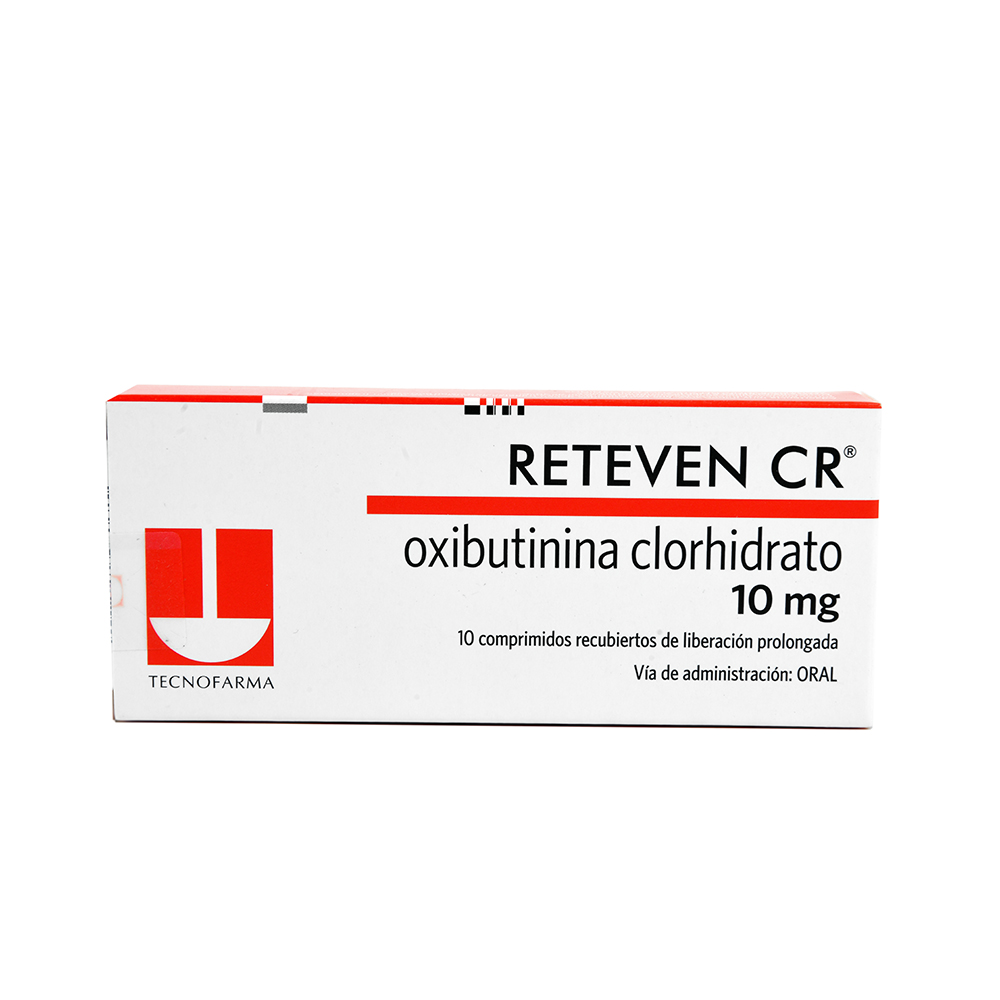 RETEVEN CR®
oxibutinina clorhidrato
10 mg
10 comprimidos recubiertos de liberación prolongada
Vía de administración: ORAL
TECNOFARMA